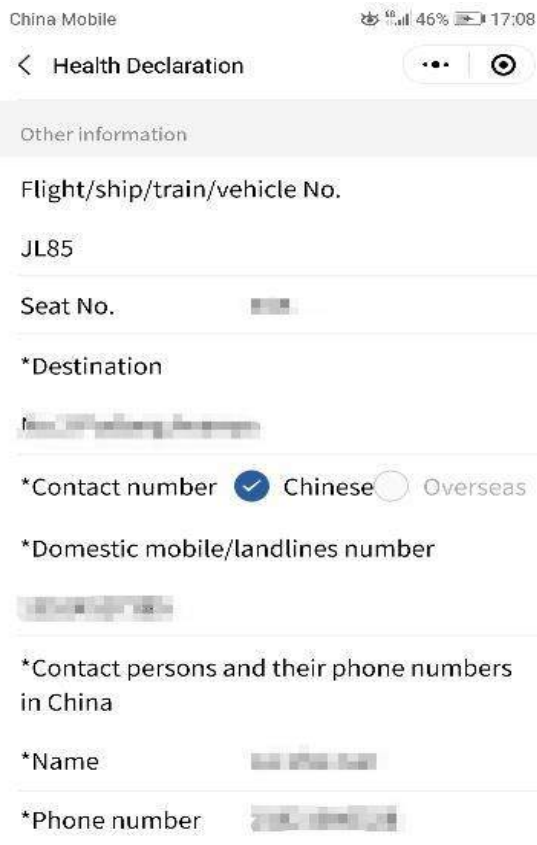 China Mobile 46% 17:08
Health Declaration
Other information
Flight/ship/train/vehicle No.
JL85
Seat No.
*Destination
*Contact number Chinese Overseas
*Domestic mobile/landlines number
*Contact persons and their phone numbers
in China
*Name
*Phone number